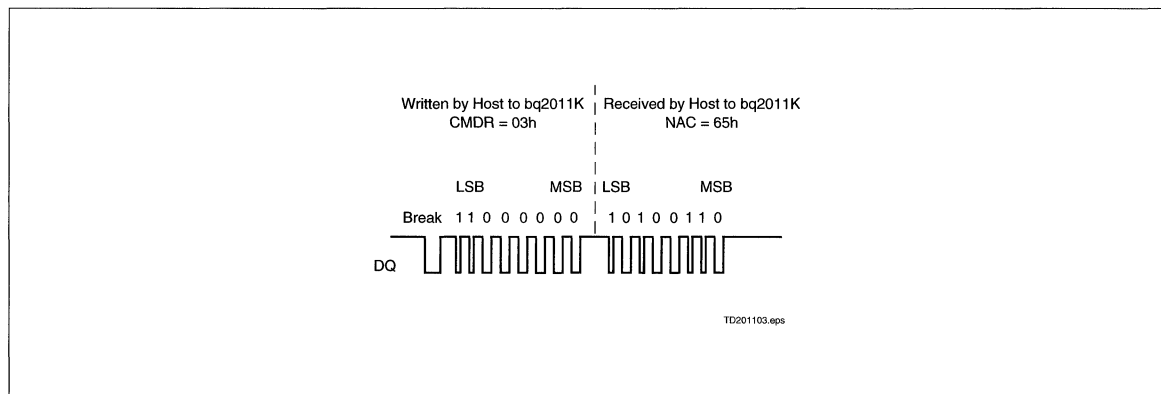 Written by Host to bq2011K
CMDR = 03h
Received by Host to bq2011K
NAC = 65h
LSB MSB LSB MSB
Break 1 1 0 0 0 0 0 0 1 0 1 0 0 1 1 0
DQ
TD201103.eps